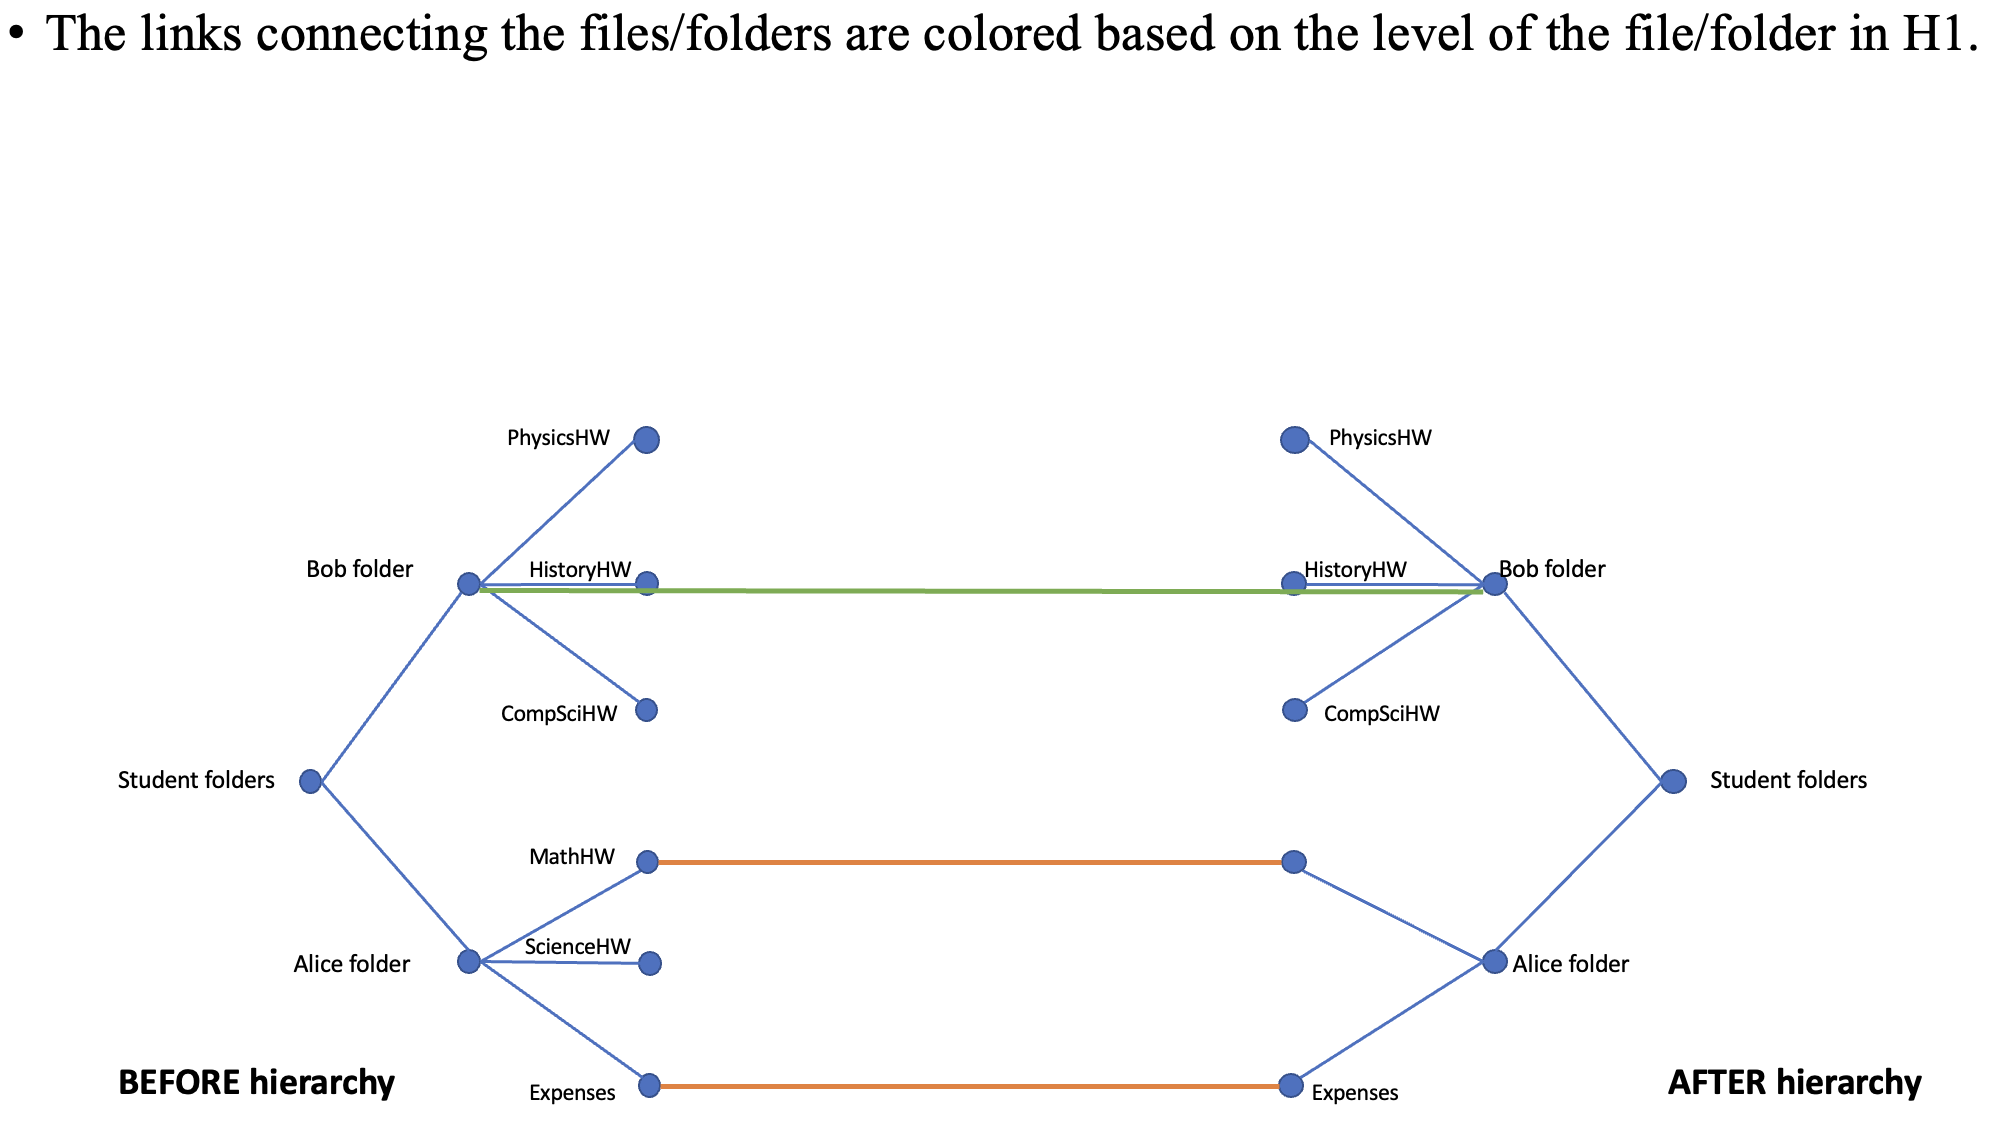 • The links connecting the files/folders are colored based on the level of the file/folder in H1.
PhysicsHW
PhysicsHW
Bob folder
HistoryHW
HistoryHW
Bob folder
CompSciHW
CompSciHW
Student folders
Student folders
MathHW
ScienceHW
Alice folder
Alice folder
BEFORE hierarchy
AFTER hierarchy
Expenses
Expenses